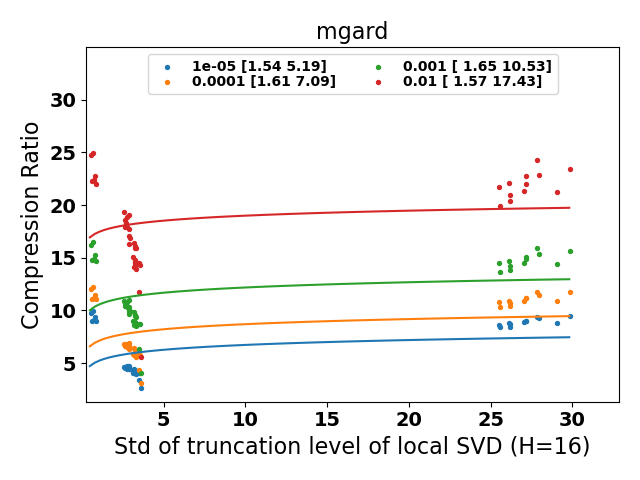 mgard
1e-05 [1.54 5.19]
0.0001 [1.61 7.09]
0.001 [ 1.65 10.53]
0.01 [ 1.57 17.43]
Compression Ratio
30
25
20
15
10
5
5 10 15 20 25 30
Std of truncation level of local SVD (H=16)